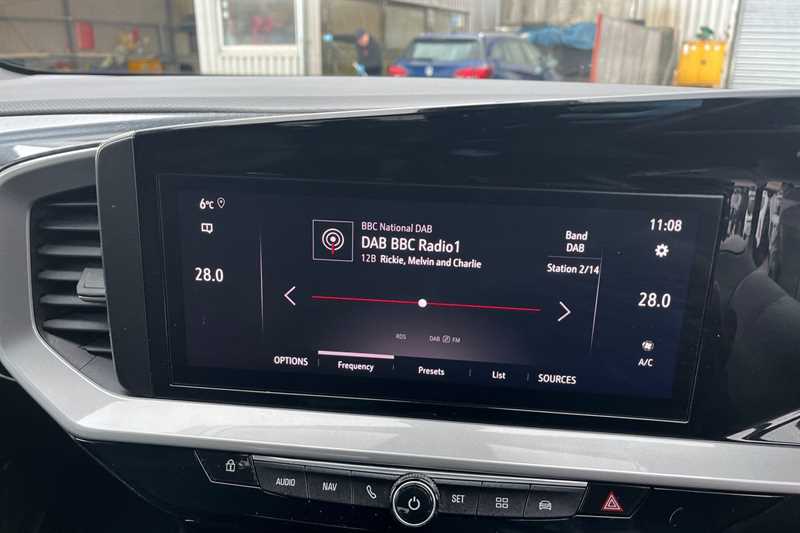 6°C
11:08
BBC National DAB
DAB BBC Radio1
12B Rickie, Melvin and Charlie
Band
DAB
Station 2/14
28.0
28.0
RDS
DAB
FM
A/C
OPTIONS
Frequency
Presets
List
SOURCES
AUDIO
NAV
SET